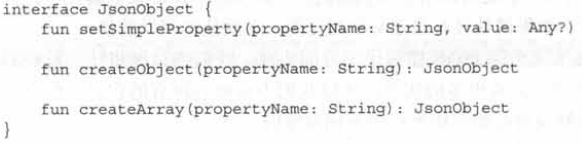 interface JsonObject {
    fun setSimpleProperty(propertyName: String, value: Any?)
    fun createObject(propertyName: String): JsonObject
    fun createArray(propertyName: String): JsonObject
}